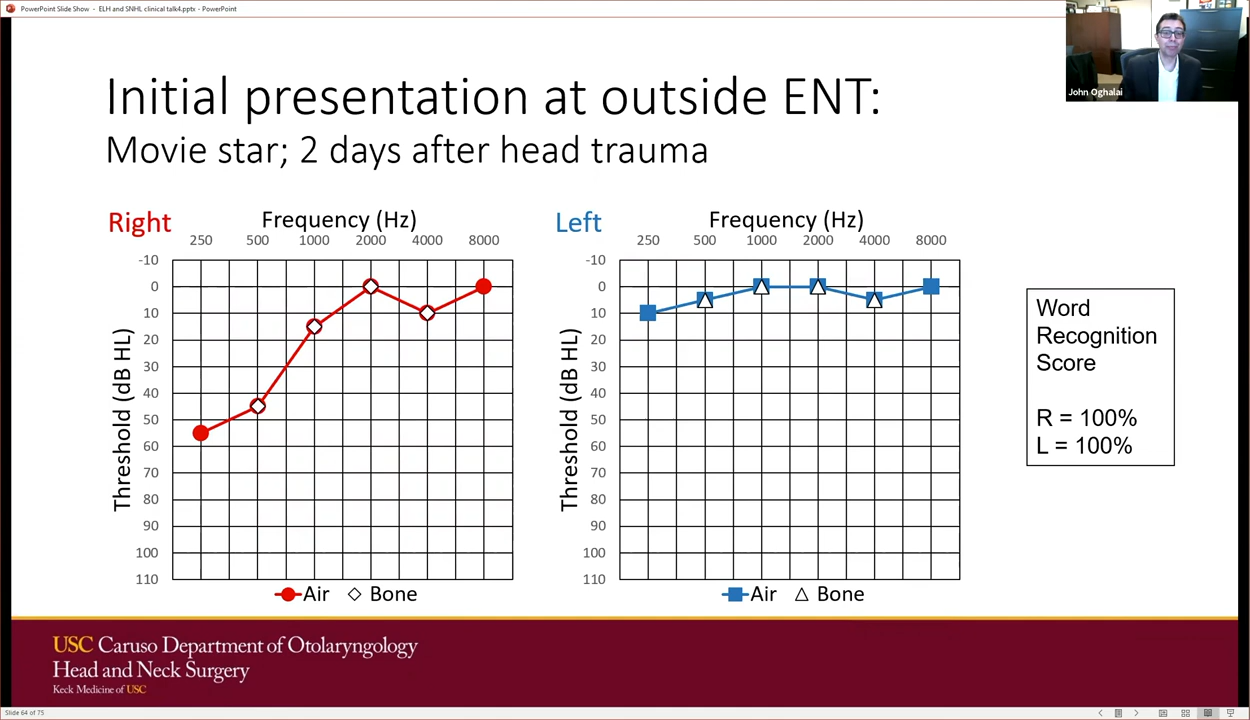 PowerPoint Slide Show - ELH and SNHL clinical talk4.pptx - PowerPoint
John Oghalai
Initial presentation at outside ENT:
Movie star; 2 days after head trauma
Right
Frequency (Hz)
250 500 1000 2000 4000 8000
Threshold (dB HL)
-10
0
10
20
30
40
50
60
70
80
90
100
110
Air Bone
Left
Frequency (Hz)
250 500 1000 2000 4000 8000
Threshold (dB HL)
-10
0
10
20
30
40
50
60
70
80
90
100
110
Air Bone
Word
Recognition
Score
R = 100%
L = 100%
USC Caruso Department of Otolaryngology
Head and Neck Surgery
Keck Medicine of USC
Slide 64 of 75